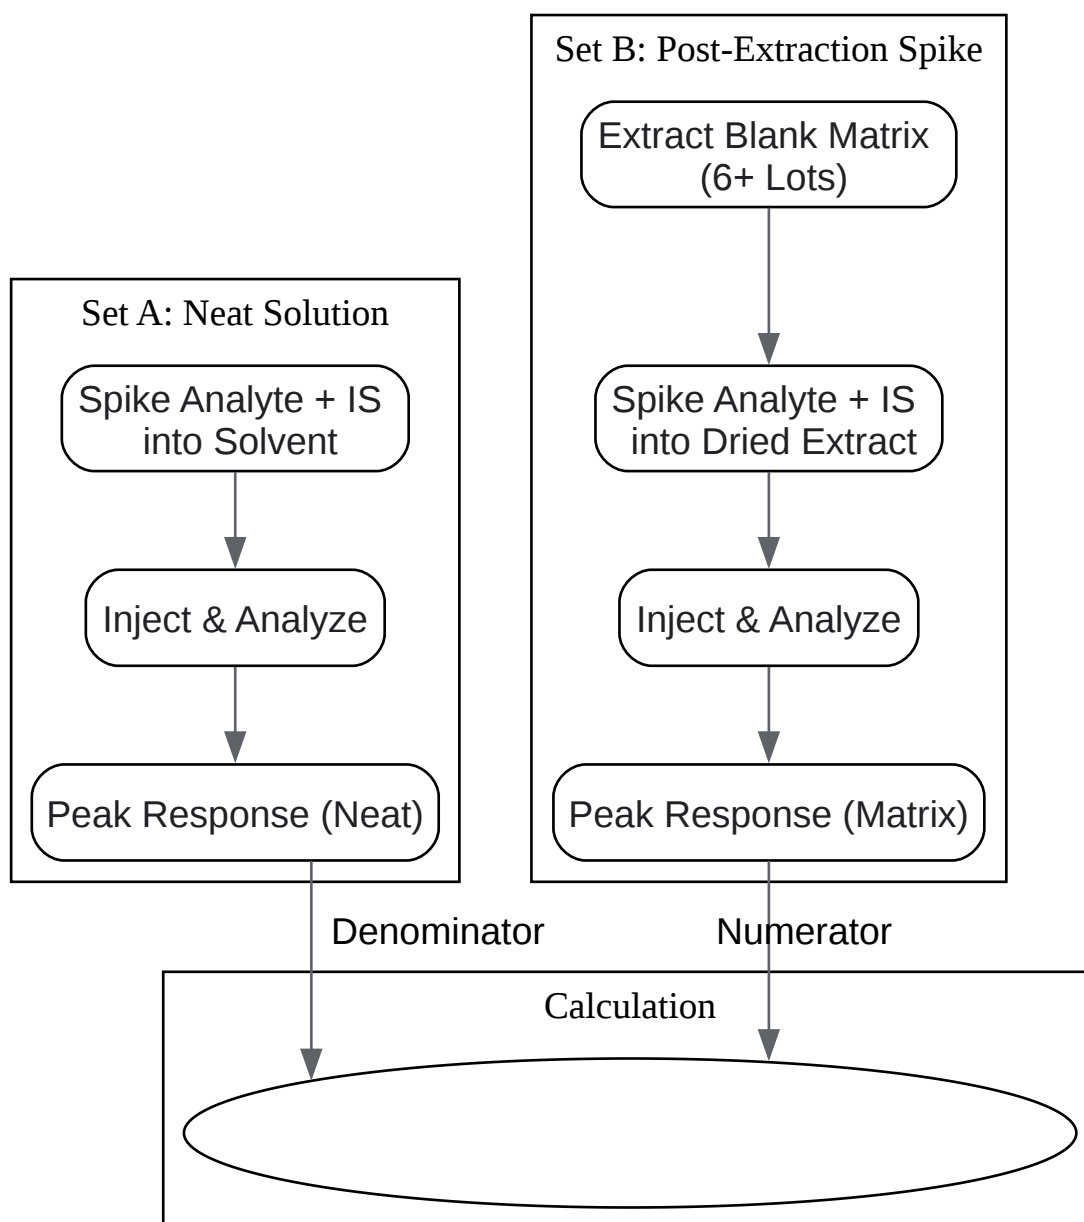 Set B: Post-Extraction Spike
Extract Blank Matrix
(6+ Lots)
Set A: Neat Solution
Spike Analyte + IS
into Solvent
Spike Analyte + IS
into Dried Extract
Inject & Analyze
Inject & Analyze
Peak Response (Neat)
Peak Response (Matrix)
Denominator
Numerator
Calculation